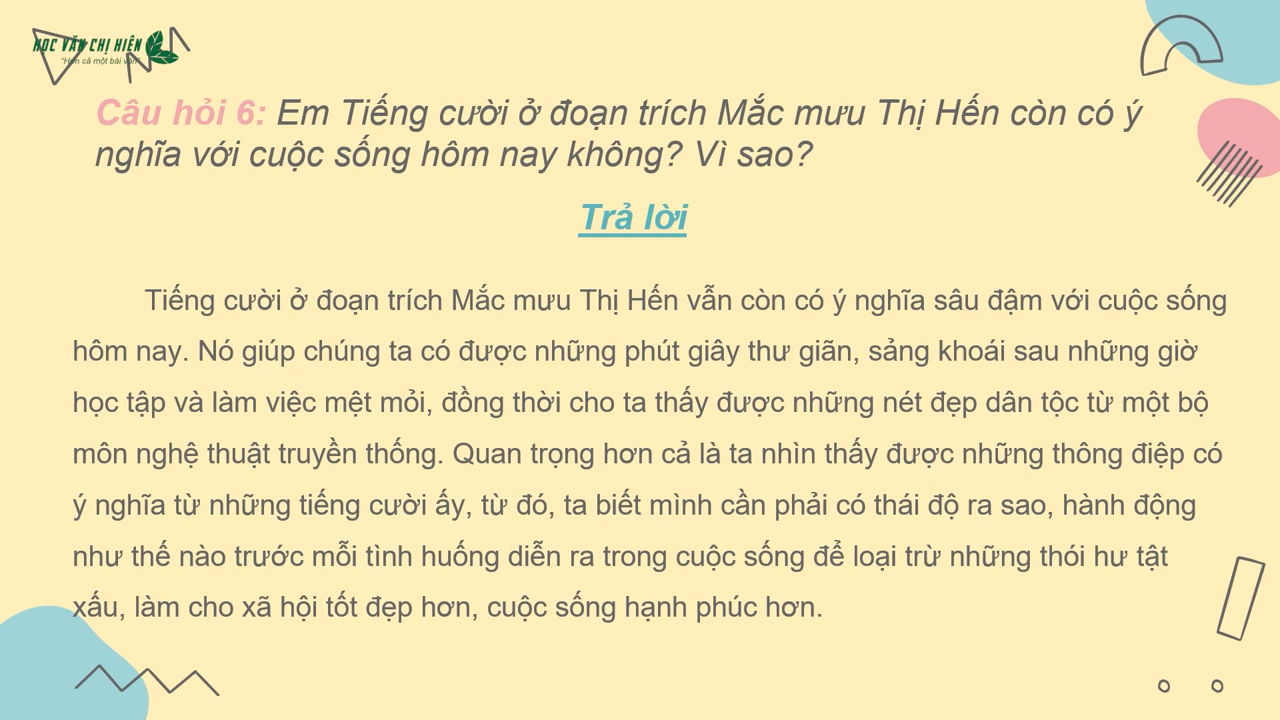 HỌC VĂN CHỊ HIÊN
"Hơn cả một bài văn"
Câu hỏi 6: Em Tiếng cười ở đoạn trích Mắc mưu Thị Hến còn có ý
nghĩa với cuộc sống hôm nay không? Vì sao?
Trả lời
Tiếng cười ở đoạn trích Mắc mưu Thị Hến vẫn còn có ý nghĩa sâu đậm với cuộc sống
hôm nay. Nó giúp chúng ta có được những phút giây thư giãn, sảng khoái sau những giờ
học tập và làm việc mệt mỏi, đồng thời cho ta thấy được những nét đẹp dân tộc từ một bộ
môn nghệ thuật truyền thống. Quan trọng hơn cả là ta nhìn thấy được những thông điệp có
ý nghĩa từ những tiếng cười ấy, từ đó, ta biết mình cần phải có thái độ ra sao, hành động
như thế nào trước mỗi tình huống diễn ra trong cuộc sống để loại trừ những thói hư tật
xấu, làm cho xã hội tốt đẹp hơn, cuộc sống hạnh phúc hơn.